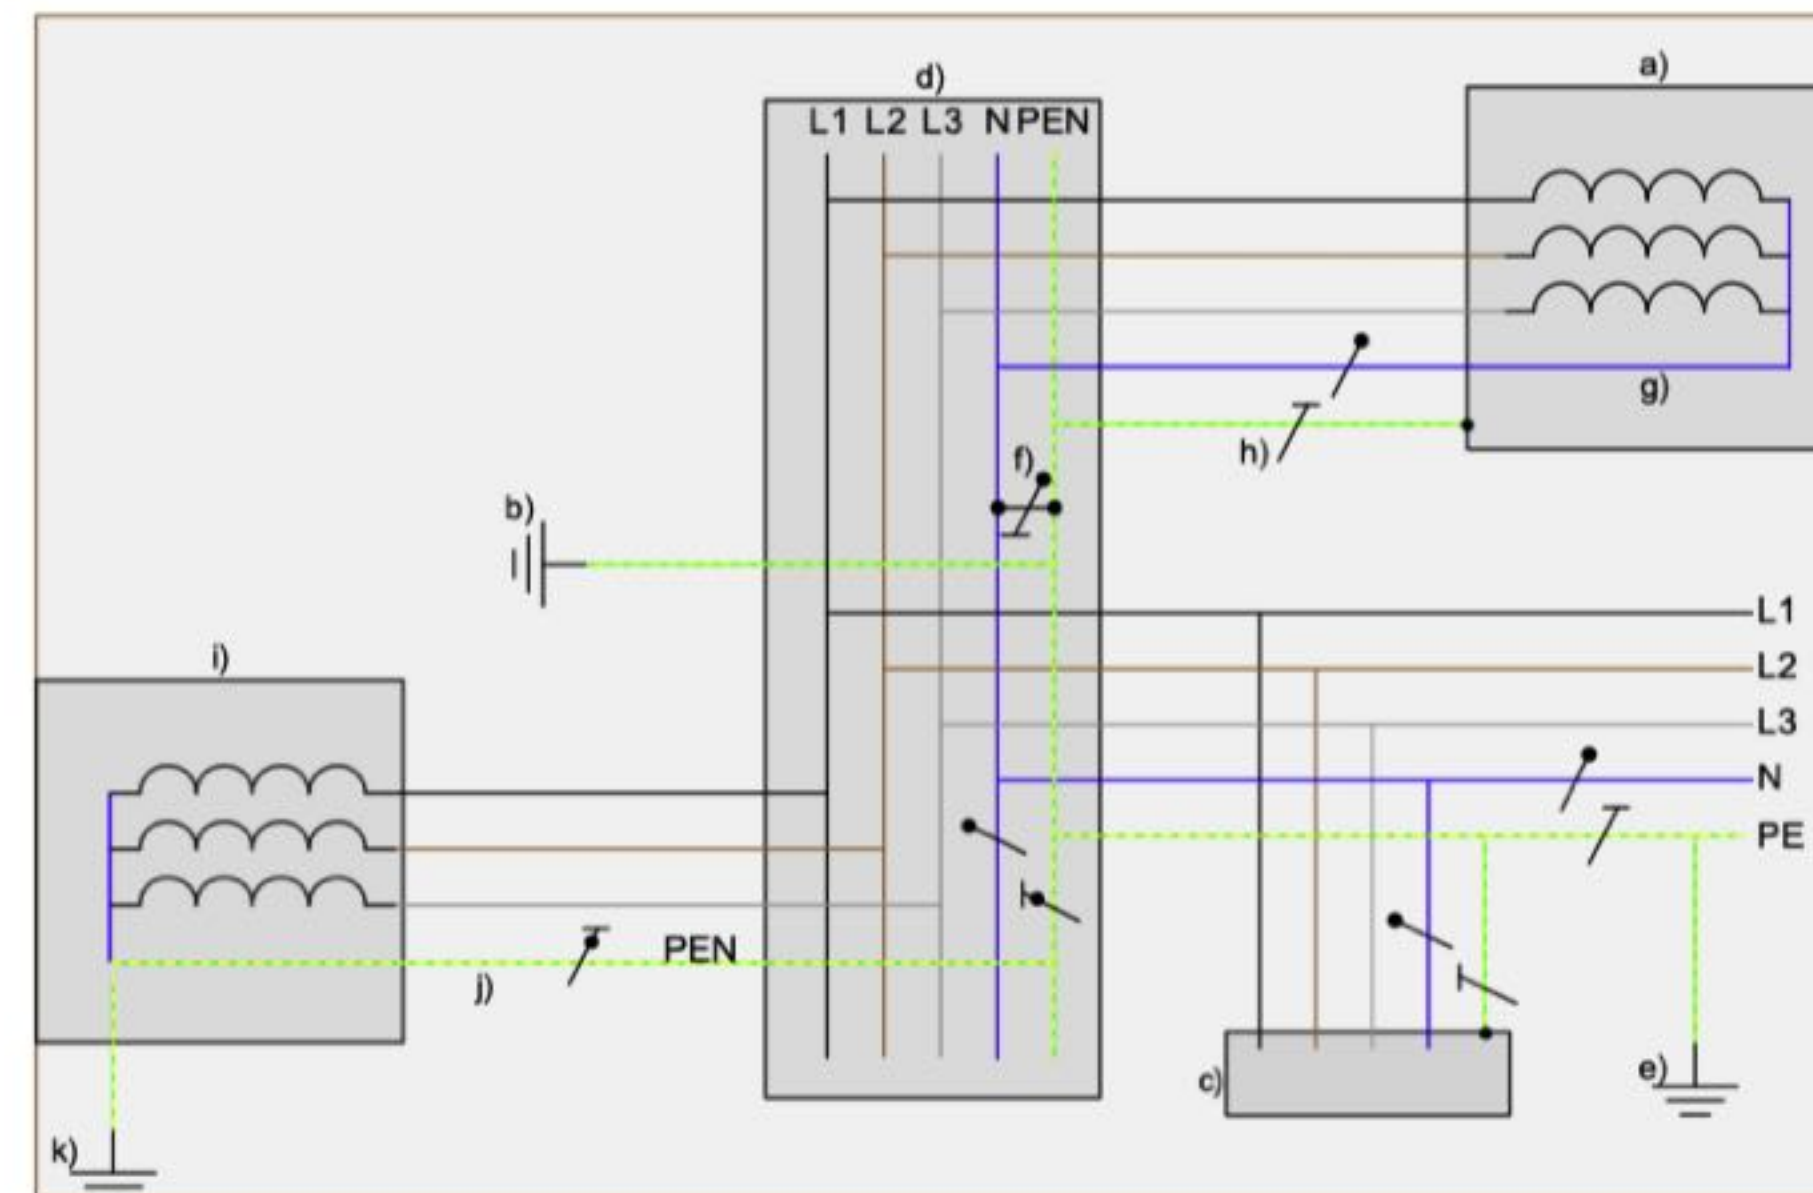 d)
a)
L1 L2 L3 N PEN
g)
h)
f)
b)
L1
i)
L2
L3
N
PE
PEN
j)
c)
e)
k)